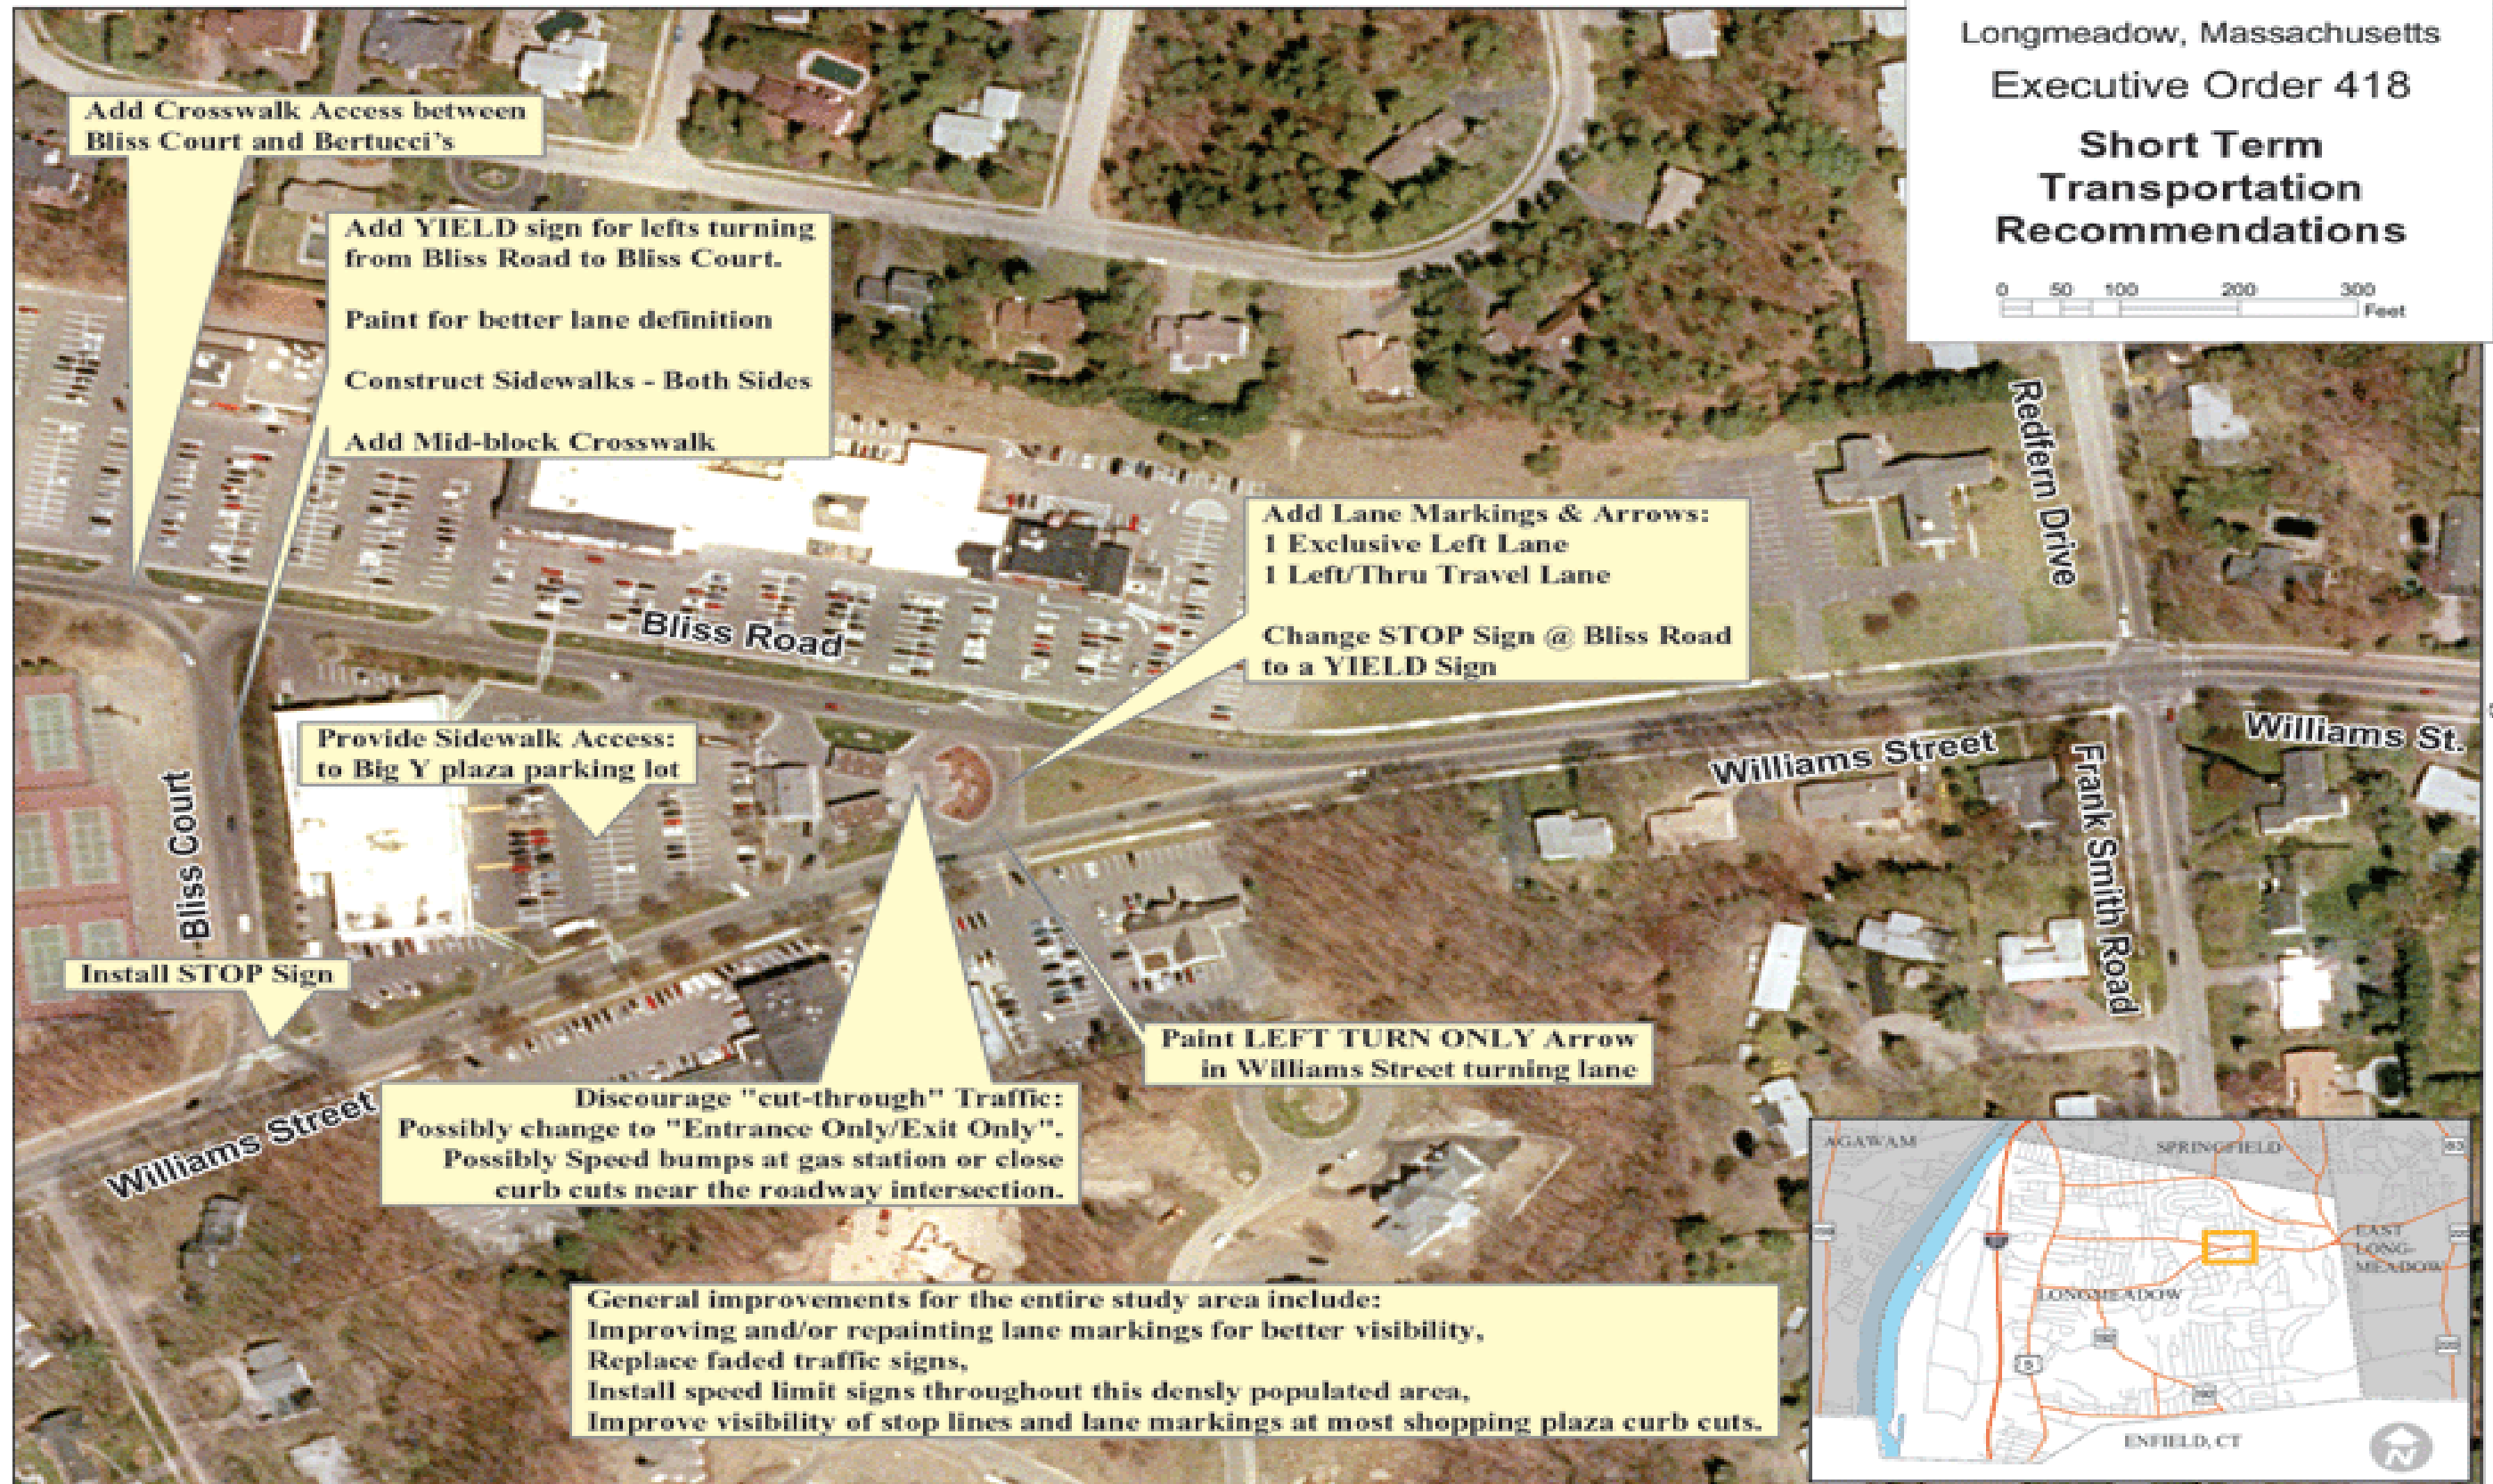 Longmeadow, Massachusetts
Executive Order 418
Short Term
Transportation
Recommendations
0 50 100 200 300
Feet
Add Crosswalk Access between
Bliss Court and Bertucci's
Add YIELD sign for lefts turning
from Bliss Road to Bliss Court.
Paint for better lane definition
Construct Sidewalks - Both Sides
Add Mid-block Crosswalk
Redfern Drive
Add Lane Markings & Arrows:
1 Exclusive Left Lane
1 Left/Thru Travel Lane
Change STOP Sign @ Bliss Road
to a YIELD Sign
Bliss Road
Provide Sidewalk Access:
to Big Y plaza parking lot
Williams Street
Williams St.
Frank Smith Road
Bliss Court
Install STOP Sign
Paint LEFT TURN ONLY Arrow
in Williams Street turning lane
Williams Street
Discourage "cut-through" Traffic:
Possibly change to "Entrance Only/Exit Only".
Possibly Speed bumps at gas station or close
curb cuts near the roadway intersection.
General improvements for the entire study area include:
Improving and/or repainting lane markings for better visibility,
Replace faded traffic signs,
Install speed limit signs throughout this densly populated area,
Improve visibility of stop lines and lane markings at most shopping plaza curb cuts.
AGAWAM
SPRINGFIELD
83
EAST
LONG-
MEADOW
LONGMEADOW
5
ENFIELD, CT
N